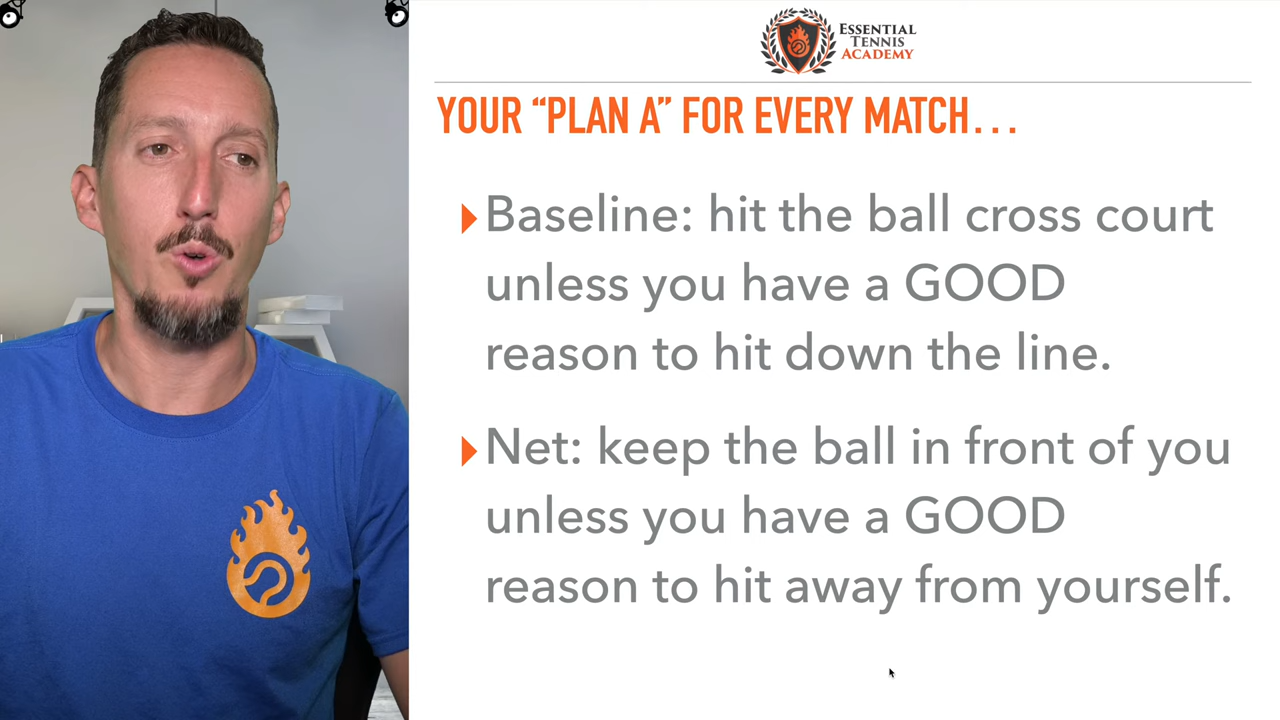 ESSENTIAL
TENNIS
ACADEMY
YOUR “PLAN A” FOR EVERY MATCH...
Baseline: hit the ball cross court
unless you have a GOOD
reason to hit down the line.
Net: keep the ball in front of you
unless you have a GOOD
reason to hit away from yourself.